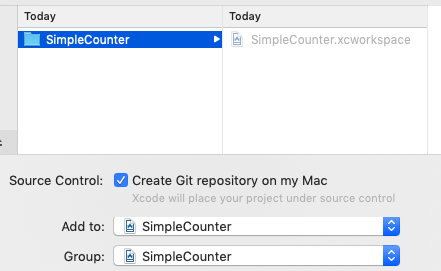 Today
Today
SimpleCounter
SimpleCounter.xcworkspace
Source Control: Create Git repository on my Mac
Xcode will place your project under source control
Add to: SimpleCounter
Group: SimpleCounter